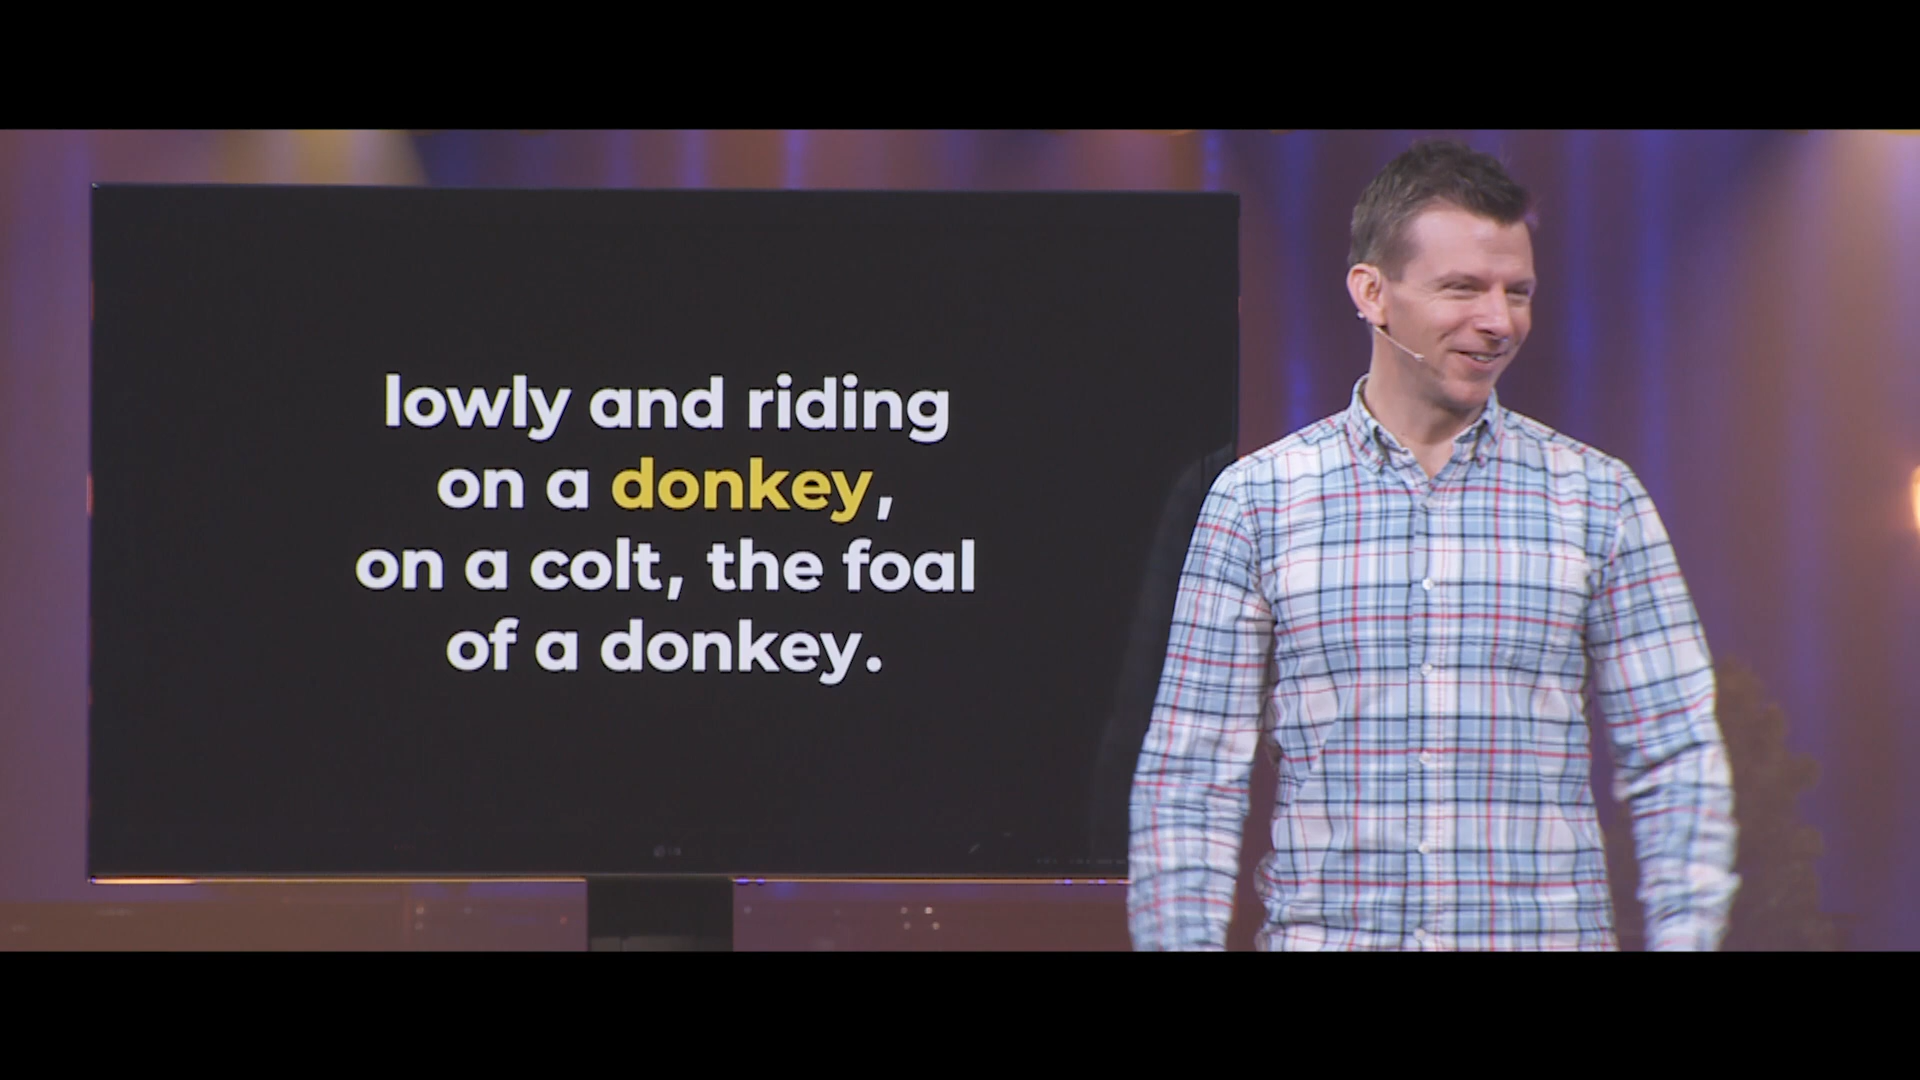 lowly and riding
on a donkey,
on a colt, the foal
of a donkey.